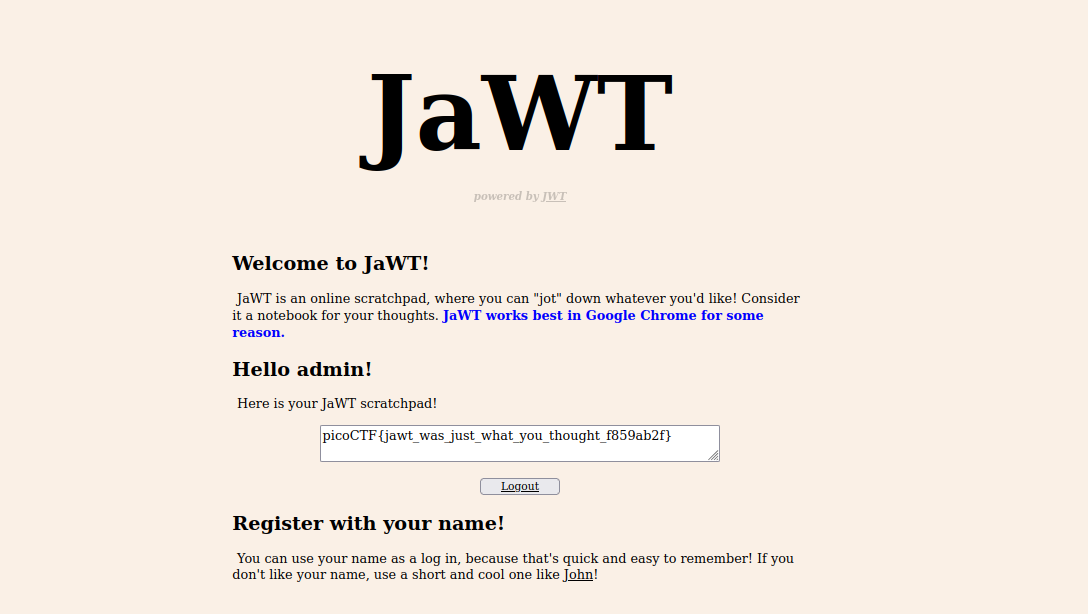 JaWT
powered by JWT
Welcome to JaWT!
JaWT is an online scratchpad, where you can "jot" down whatever you'd like! Consider
it a notebook for your thoughts. JaWT works best in Google Chrome for some
reason.
Hello admin!
Here is your JaWT scratchpad!
picoCTF{jawt_was_just_what_you_thought_f859ab2f}
Logout
Register with your name!
You can use your name as a log in, because that's quick and easy to remember! If you
don't like your name, use a short and cool one like John!